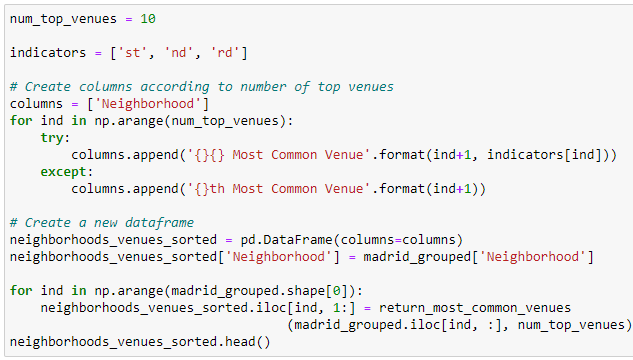 num_top_venues = 10

indicators = ['st', 'nd', 'rd']

# Create columns according to number of top venues
columns = ['Neighborhood']
for ind in np.arange(num_top_venues):
    try:
        columns.append('{}{} Most Common Venue'.format(ind+1, indicators[ind]))
    except:
        columns.append('{}th Most Common Venue'.format(ind+1))

# Create a new dataframe
neighborhoods_venues_sorted = pd.DataFrame(columns=columns)
neighborhoods_venues_sorted['Neighborhood'] = madrid_grouped['Neighborhood']

for ind in np.arange(madrid_grouped.shape[0]):
    neighborhoods_venues_sorted.iloc[ind, 1:] = return_most_common_venues
                                    (madrid_grouped.iloc[ind, :], num_top_venues)
neighborhoods_venues_sorted.head()